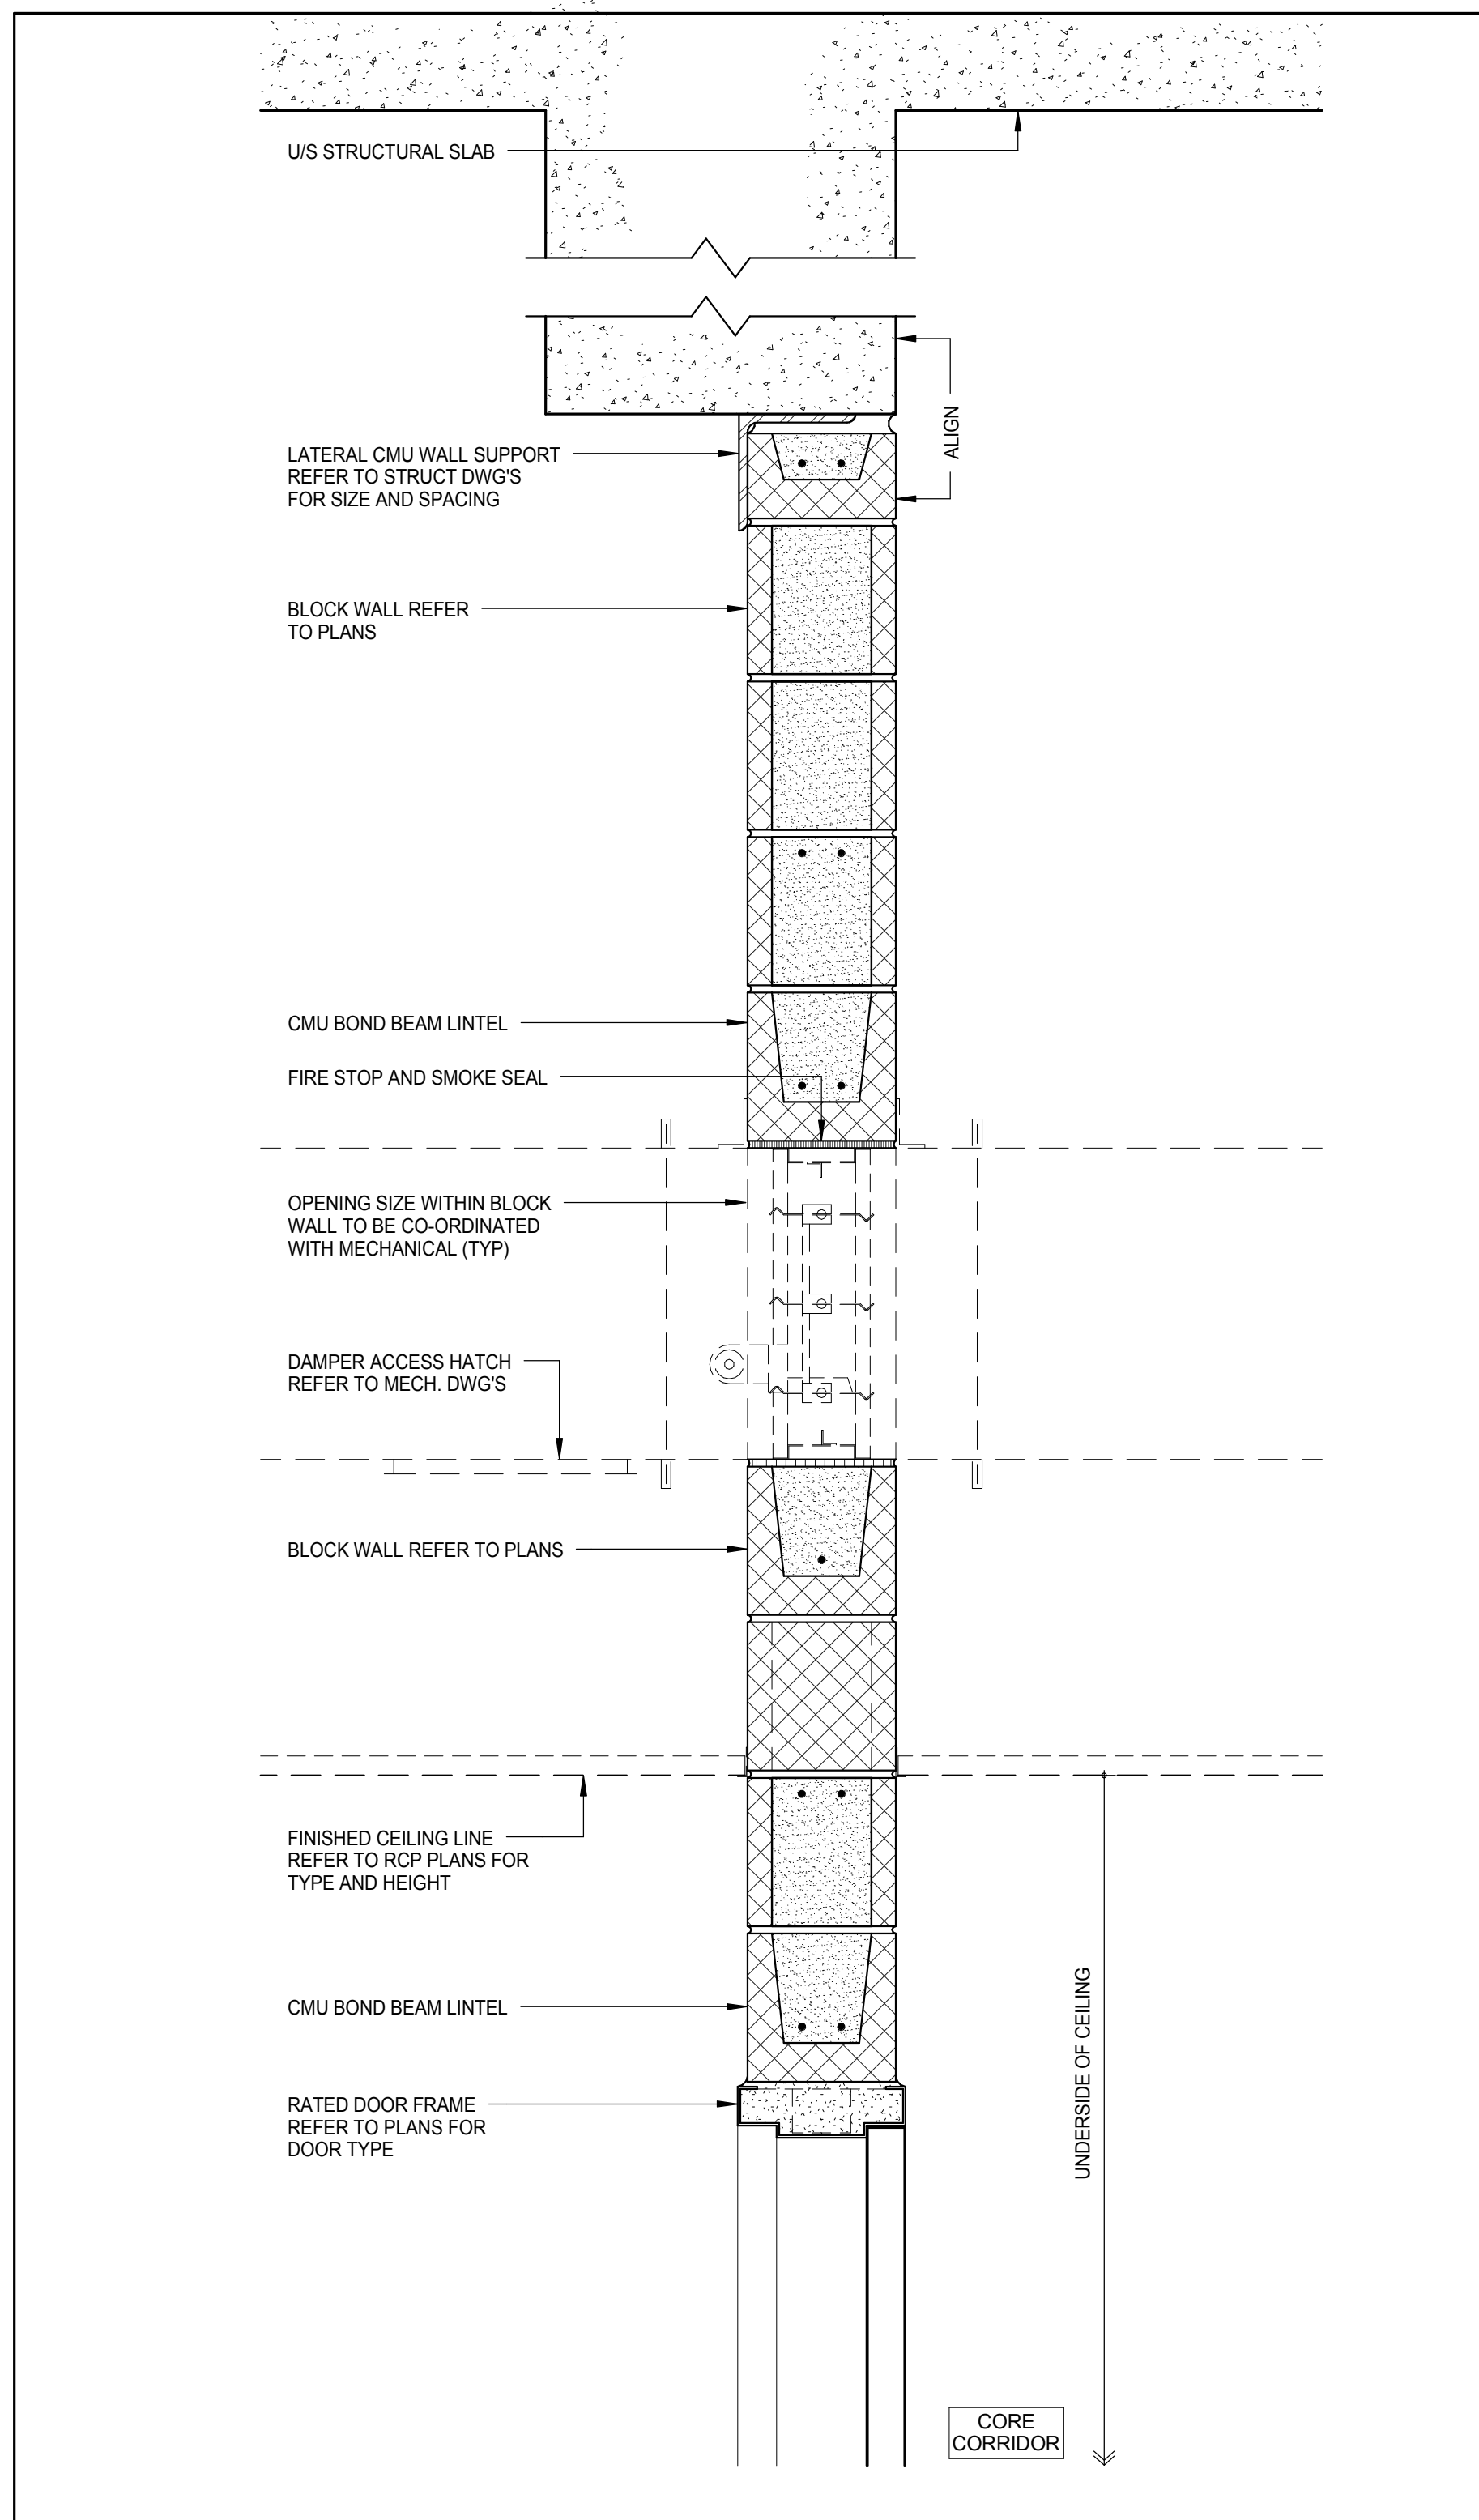 U/S STRUCTURAL SLAB
ALIGN
LATERAL CMU WALL SUPPORT
REFER TO STRUCT DWG'S
FOR SIZE AND SPACING
BLOCK WALL REFER
TO PLANS
CMU BOND BEAM LINTEL
FIRE STOP AND SMOKE SEAL
OPENING SIZE WITHIN BLOCK
WALL TO BE CO-ORDINATED
WITH MECHANICAL (TYP)
DAMPER ACCESS HATCH
REFER TO MECH. DWG'S
BLOCK WALL REFER TO PLANS
FINISHED CEILING LINE
REFER TO RCP PLANS FOR
TYPE AND HEIGHT
CMU BOND BEAM LINTEL
UNDERSIDE OF CEILING
RATED DOOR FRAME
REFER TO PLANS FOR
DOOR TYPE
CORE
CORRIDOR